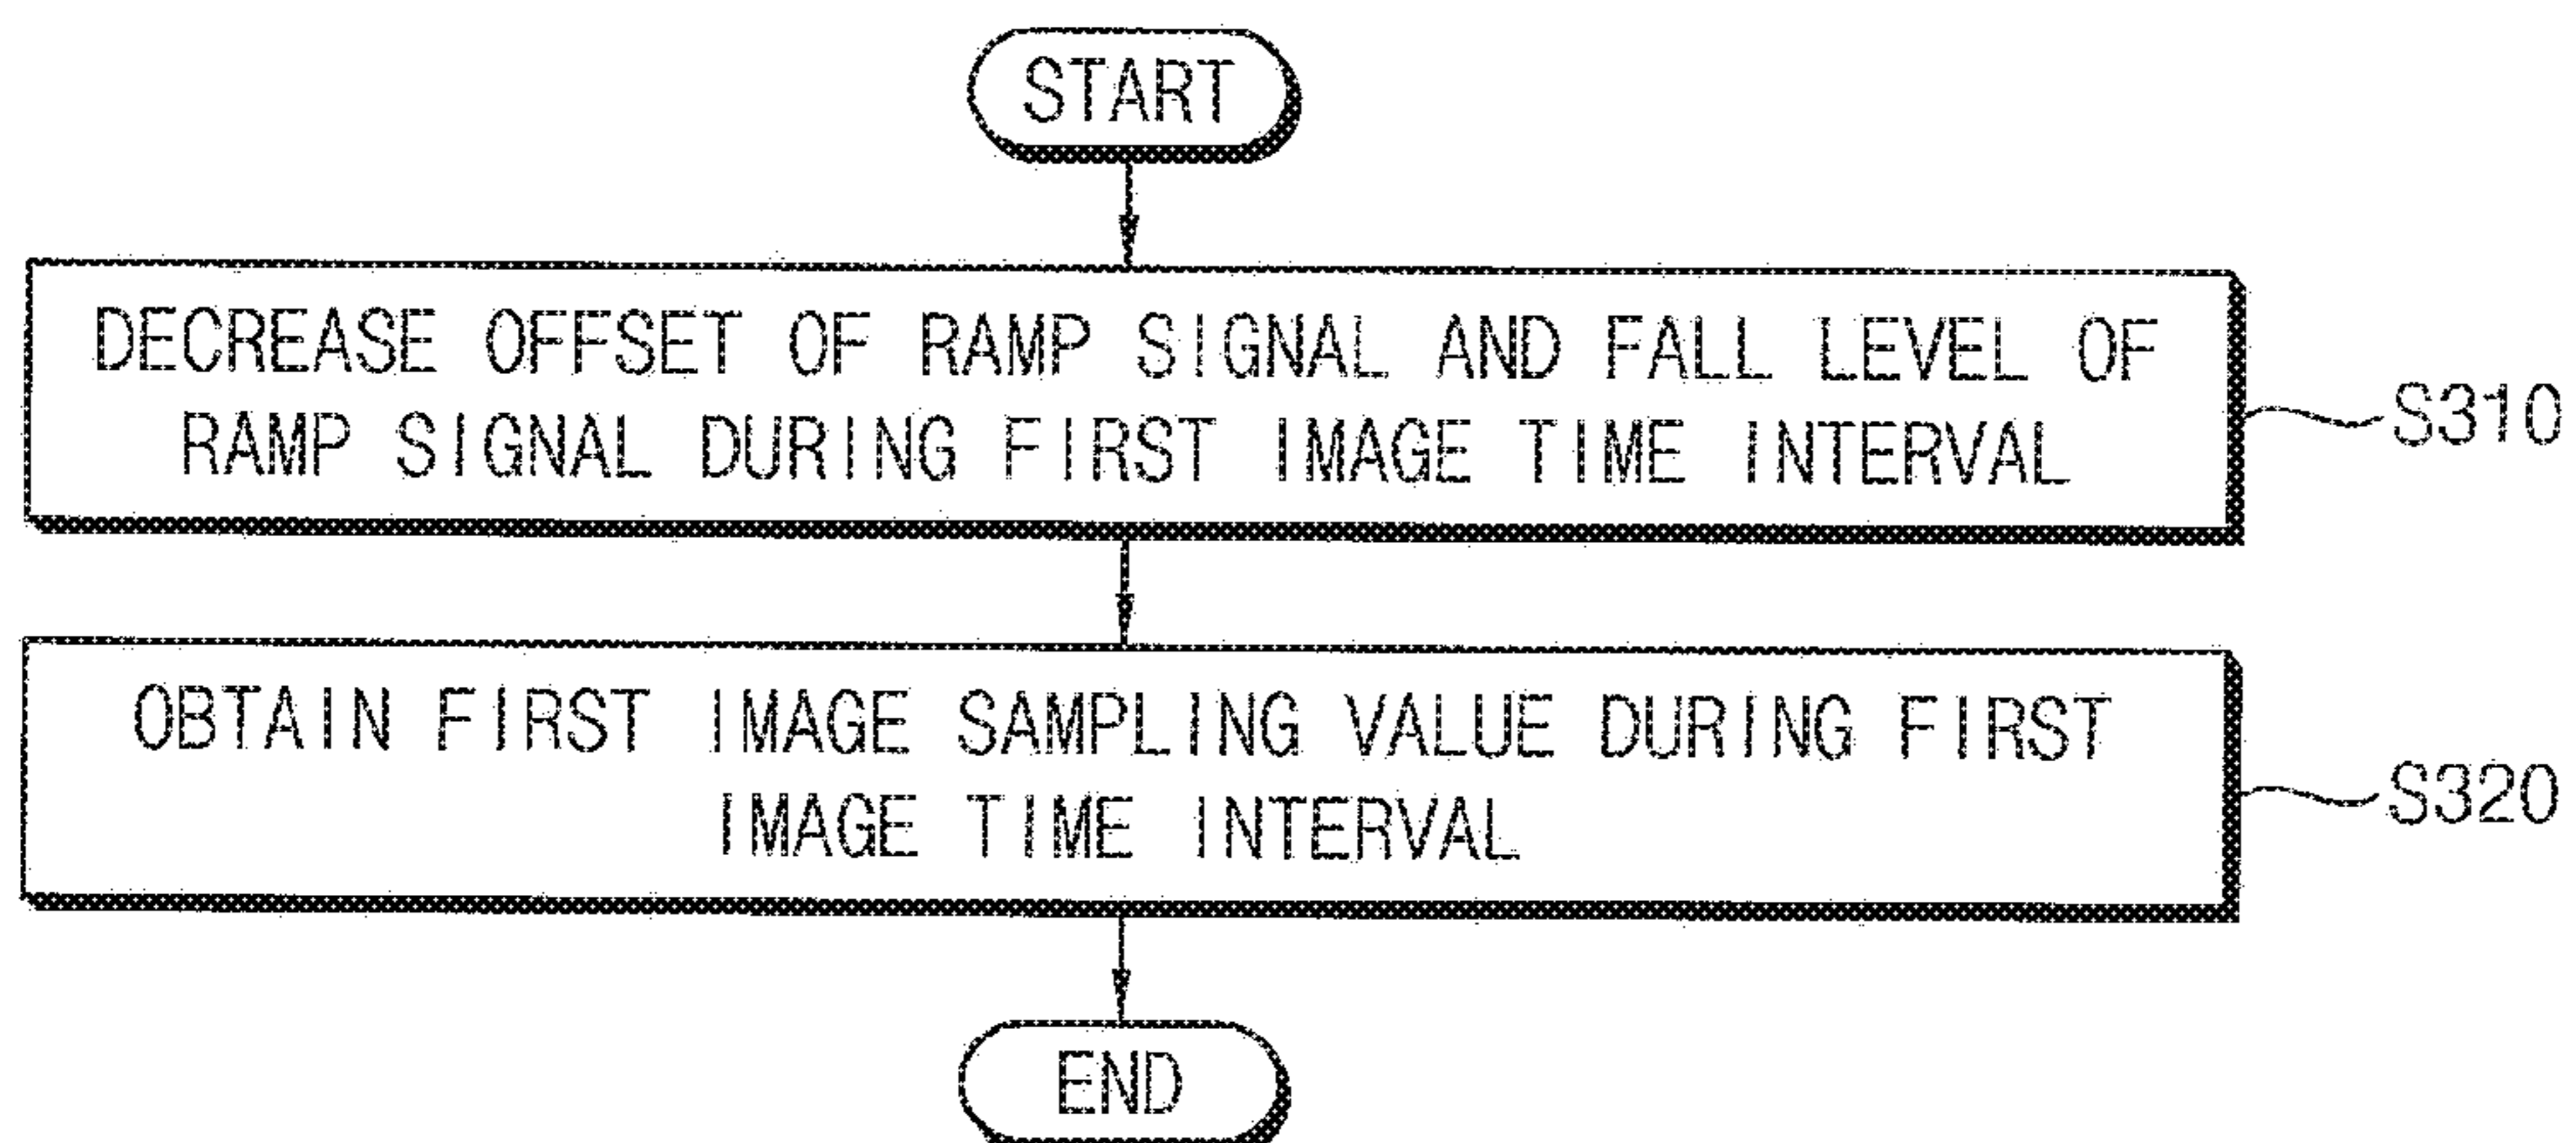 START
DECREASE OFFSET OF RAMP SIGNAL AND FALL LEVEL OF
RAMP SIGNAL DURING FIRST IMAGE TIME INTERVAL
S310
OBTAIN FIRST IMAGE SAMPLING VALUE DURING FIRST
IMAGE TIME INTERVAL
S320
END